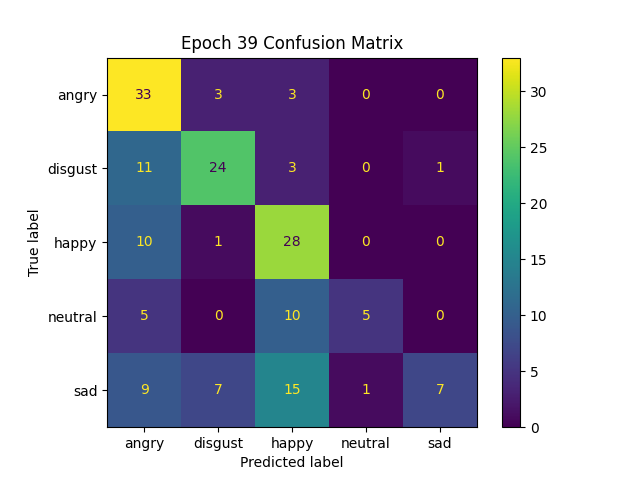 Epoch 39 Confusion Matrix
True label
angry 33 3 3 0 0
disgust 11 24 3 0 1
happy 10 1 28 0 0
neutral 5 0 10 5 0
sad 9 7 15 1 7
angry disgust happy neutral sad
Predicted label
30
25
20
15
10
5
0